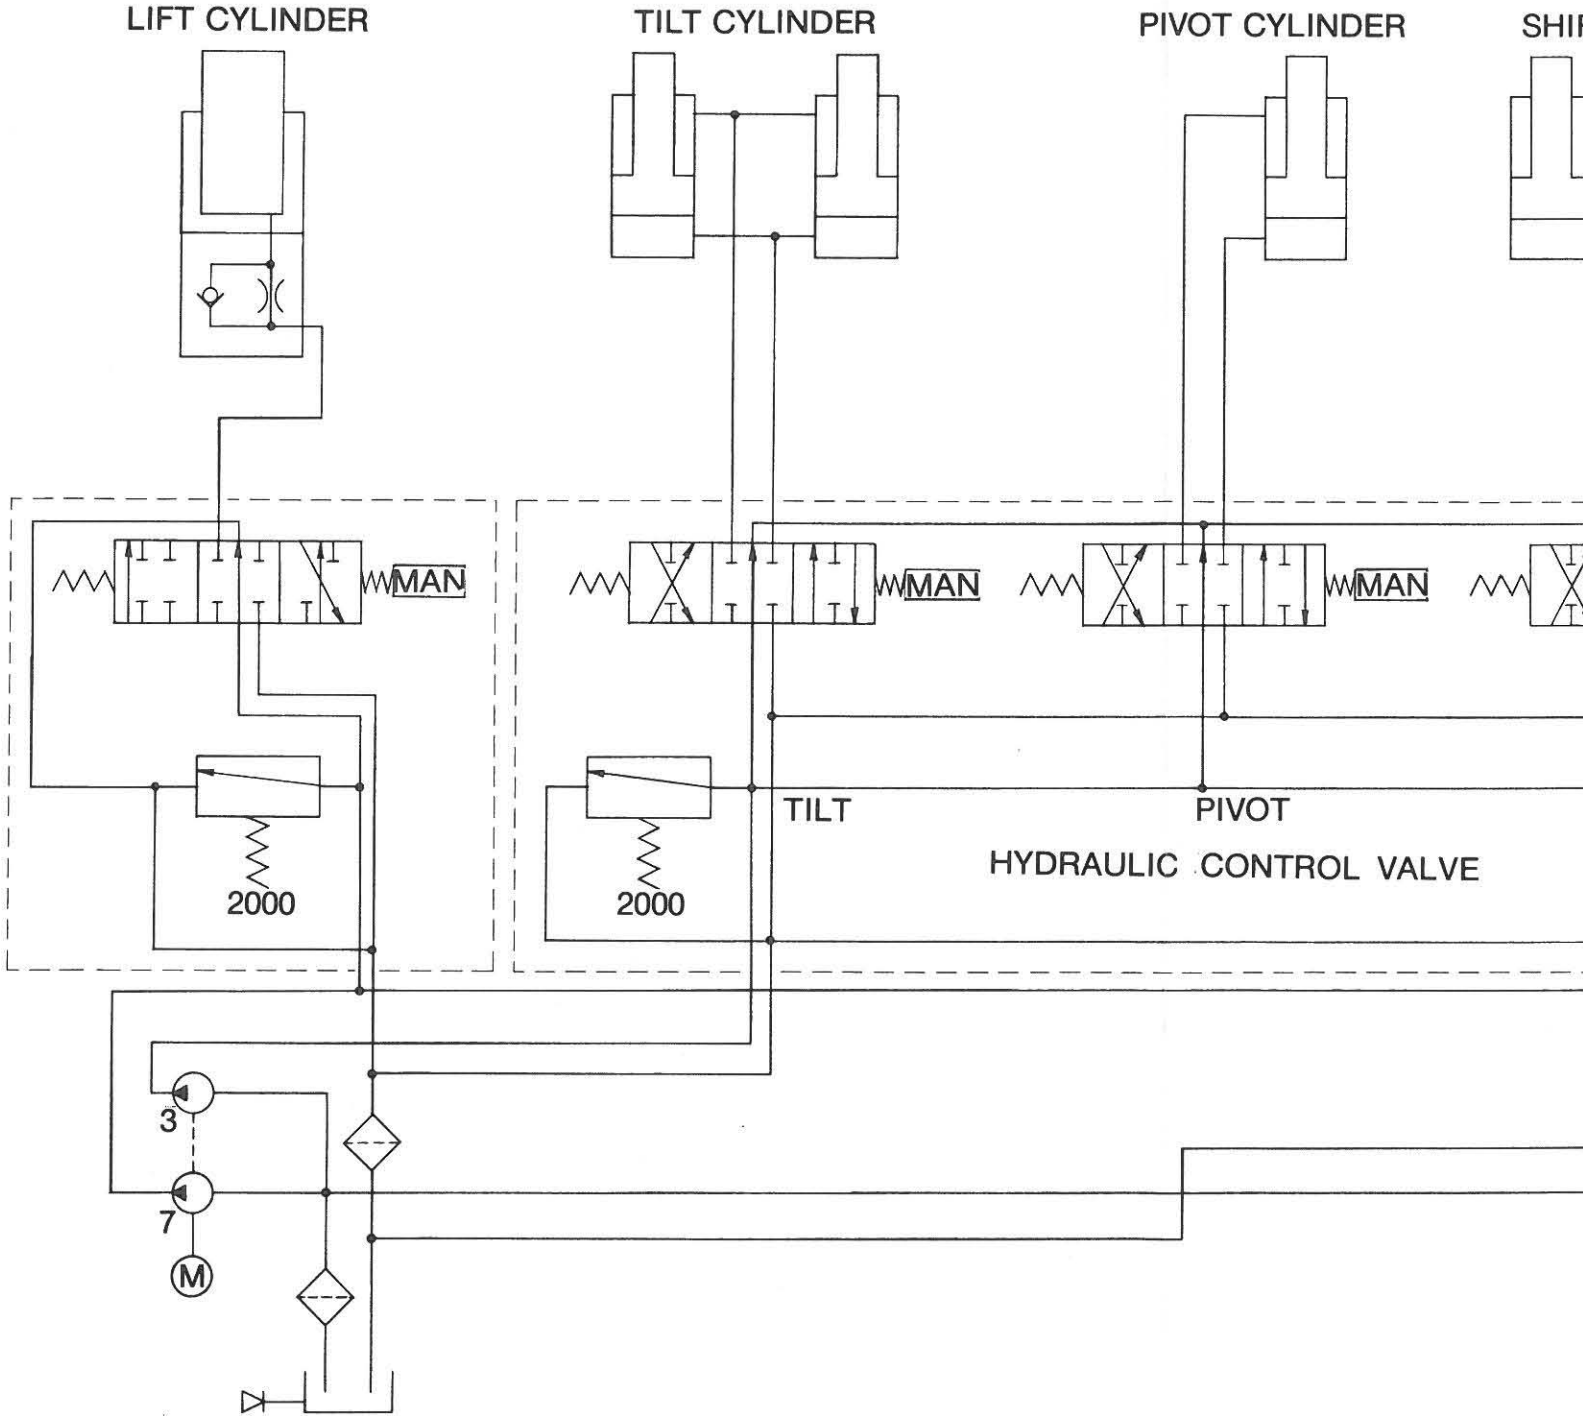 LIFT CYLINDER
TILT CYLINDER
PIVOT CYLINDER
MAN
MAN
MAN
TILT
PIVOT
HYDRAULIC CONTROL VALVE
2000
2000
3
7
M